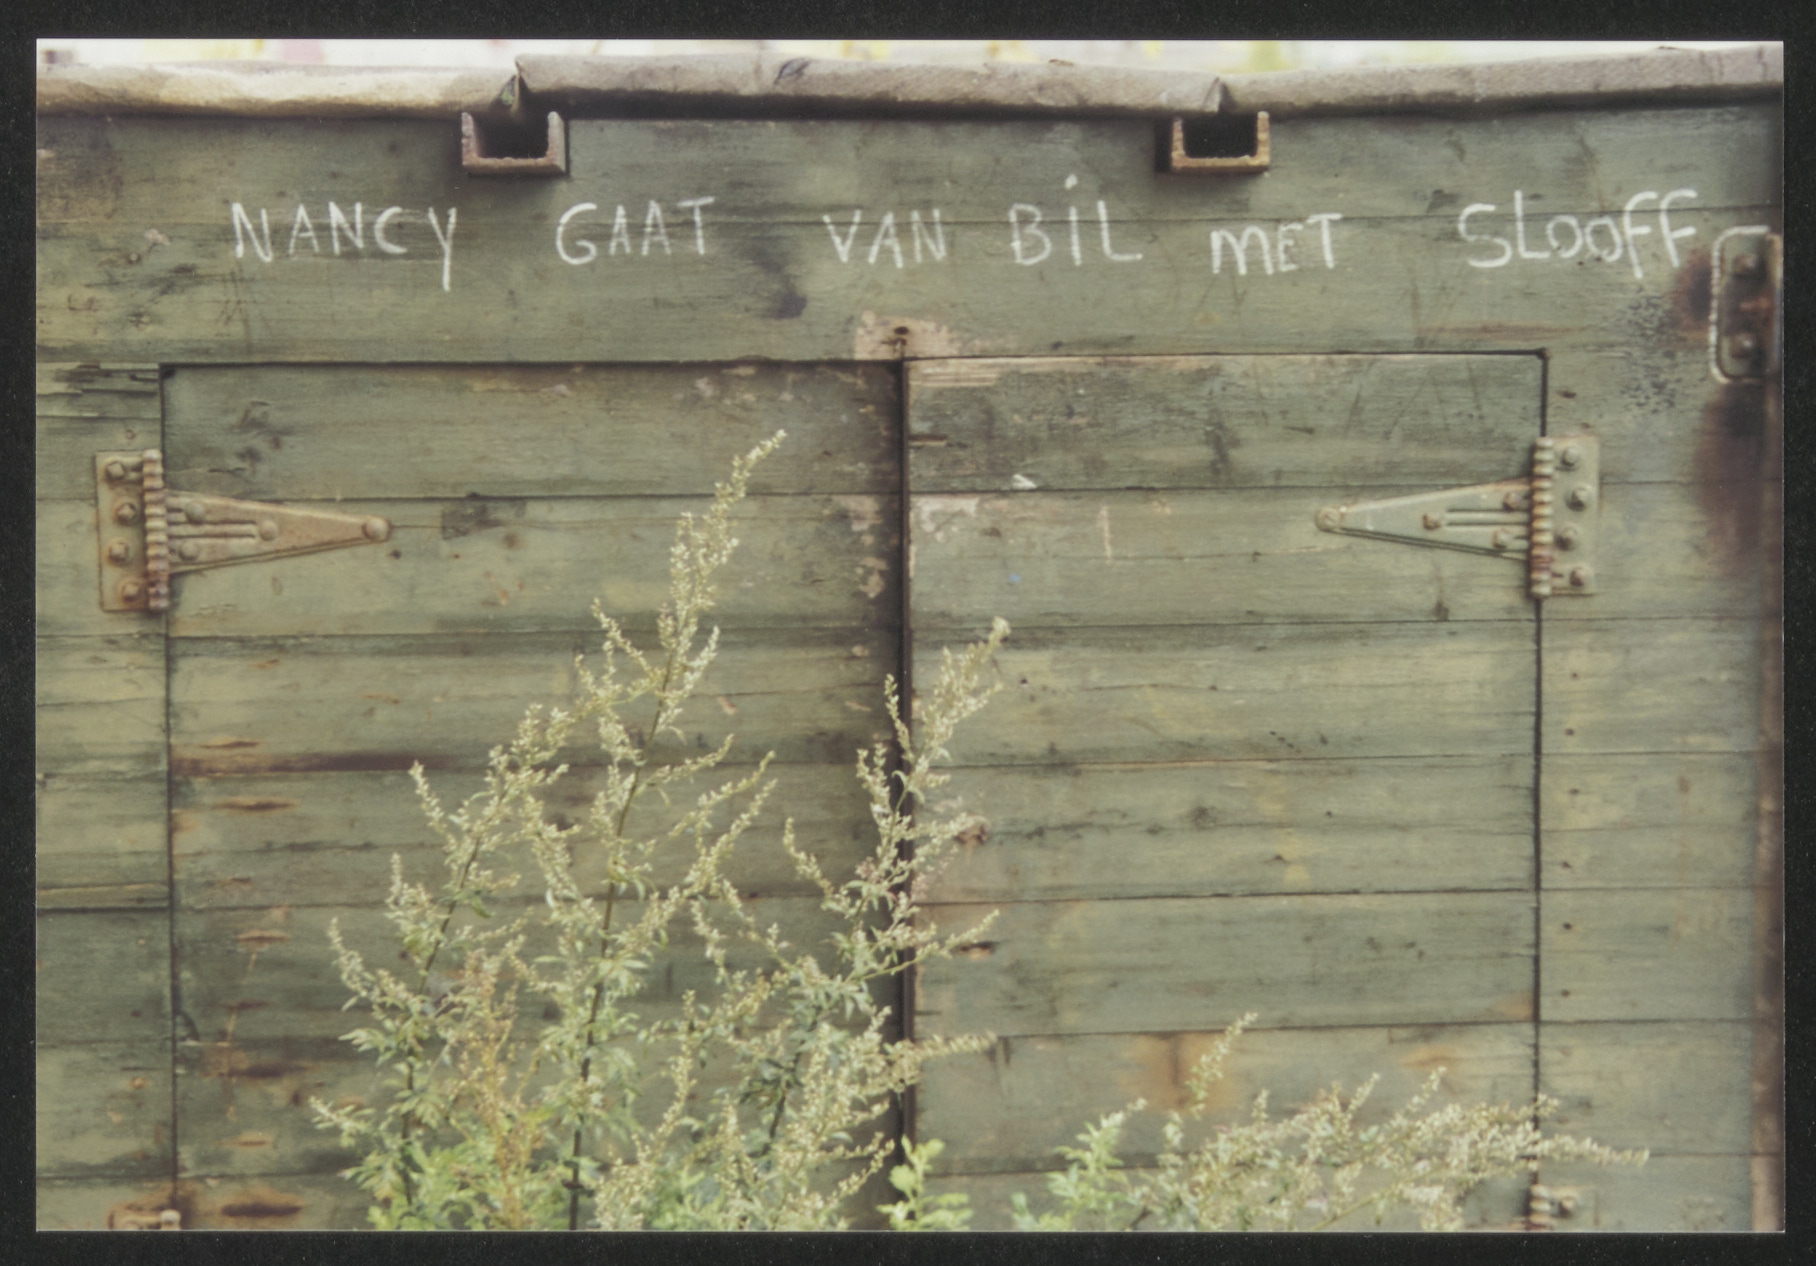 NANCY GAAT VAN BiL MET SLOOFF